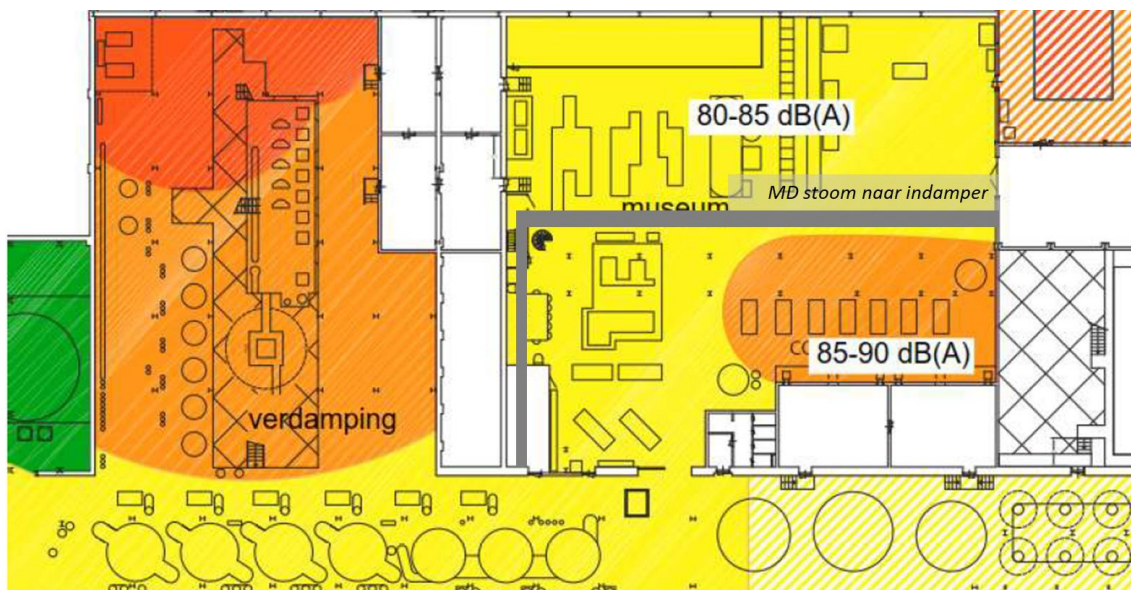 80-85 dB(A)
MD stoom naar indamper
museum
85-90 dB(A)
verdamping